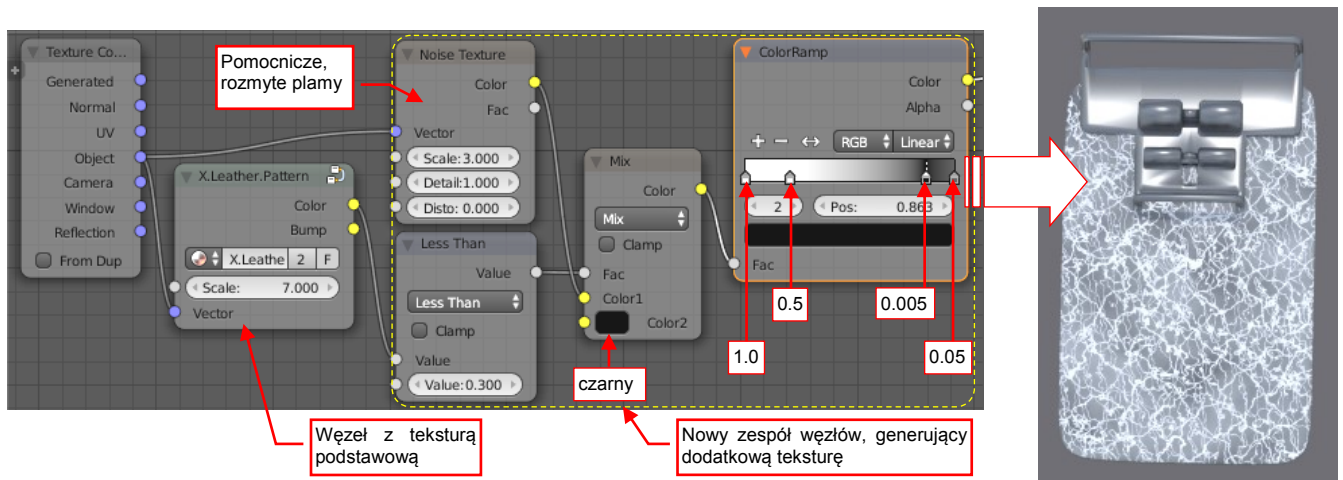 Texture Co...
Generated
Normal
UV
Object
Camera
Window
Reflection
From Dup
X.Leather.Pattern
Color
Bump
X.Leathe 2 F
Scale: 7.000
Vector
Pomocnicze,
rozmyte plamy
Noise Texture
Color
Fac
Vector
Scale:3.000
Detail:1.000
Disto: 0.000
Less Than
Value
Less Than
Clamp
Value
Value:0.300
Mix
Color
Mix
Clamp
Fac
Color1
Color2
czarny
ColorRamp
Color
Alpha
RGB Linear
2 Pos: 0.863
Fac
0.5
0.005
1.0
0.05
Węzeł z teksturą
podstawową
Nowy zespół węzłów, generujący
dodatkową teksturę